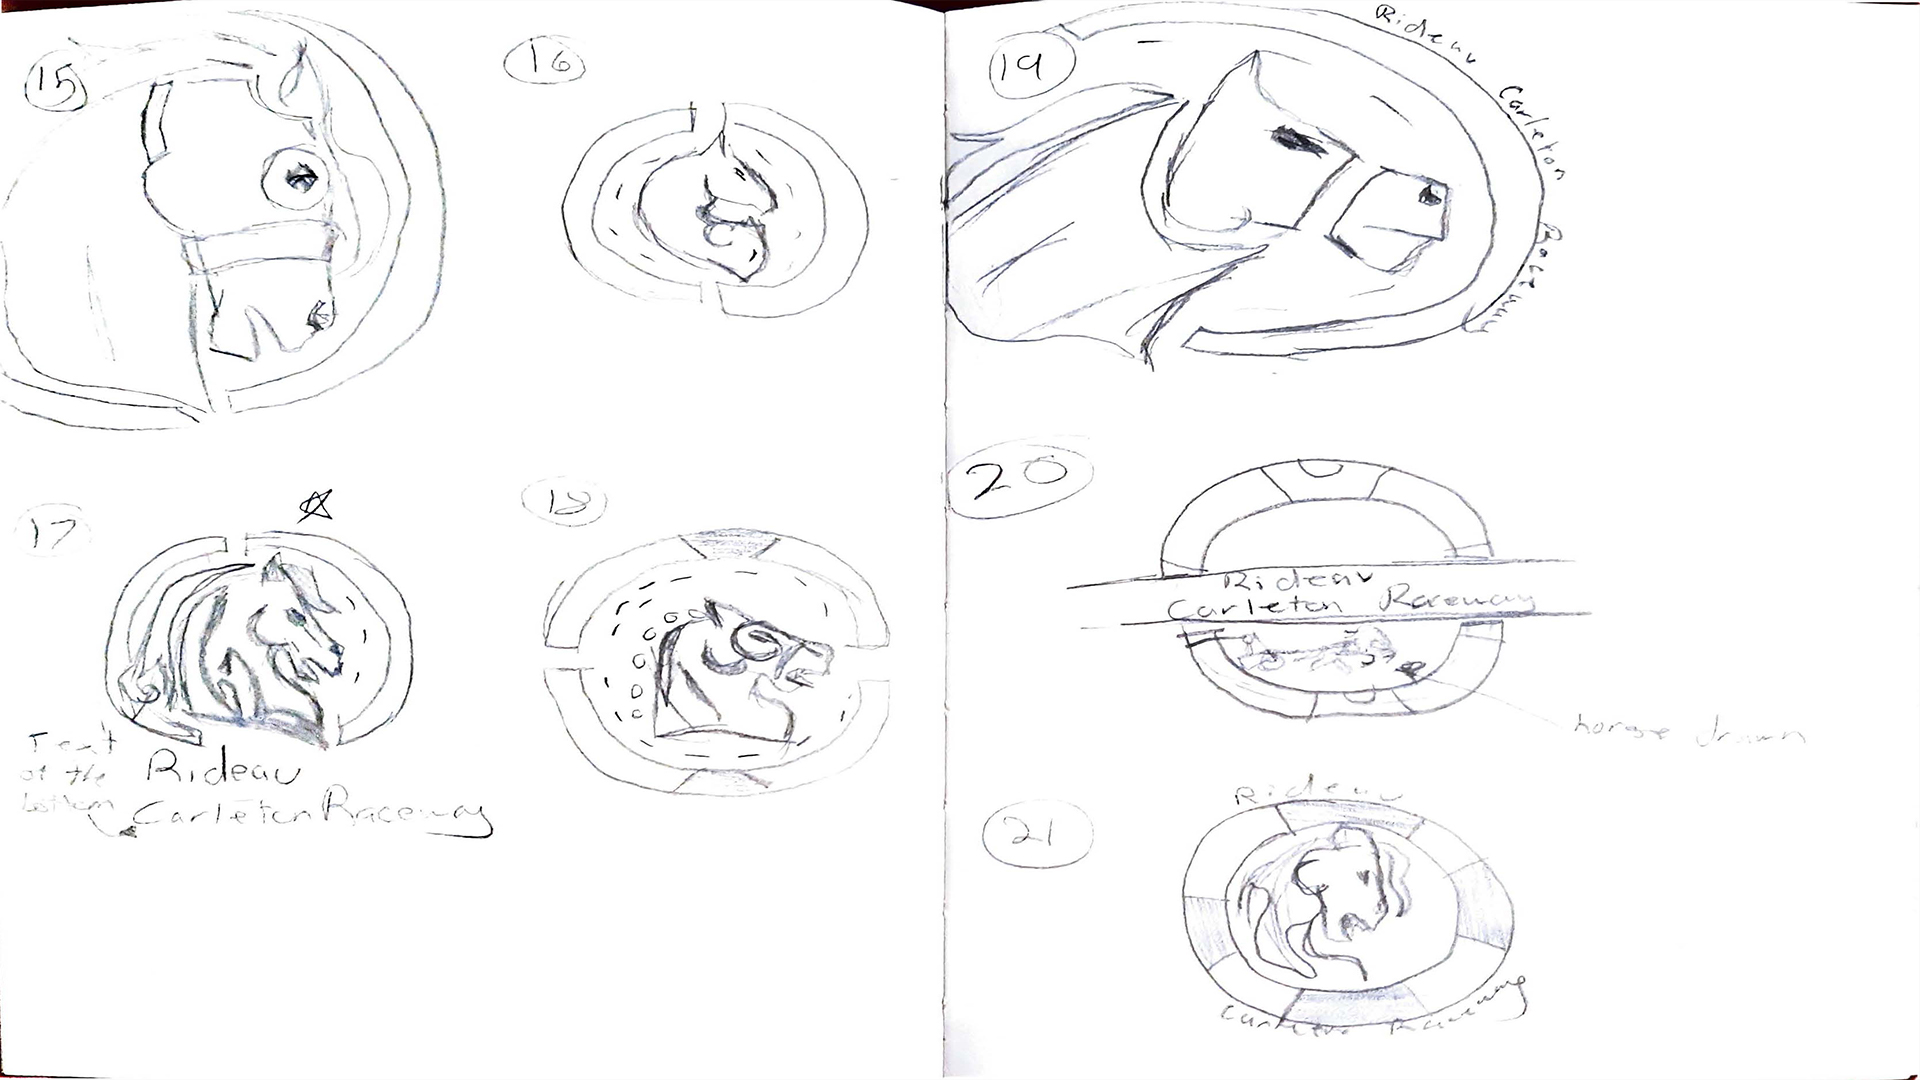 15
16
17
Text
at the
bottom
Rideau
Carleton Raceway
18
19
Rideau Carleton
20
Rideau
Carleton Raceway
horse drawn
21
Rideau
Carleton Raceway